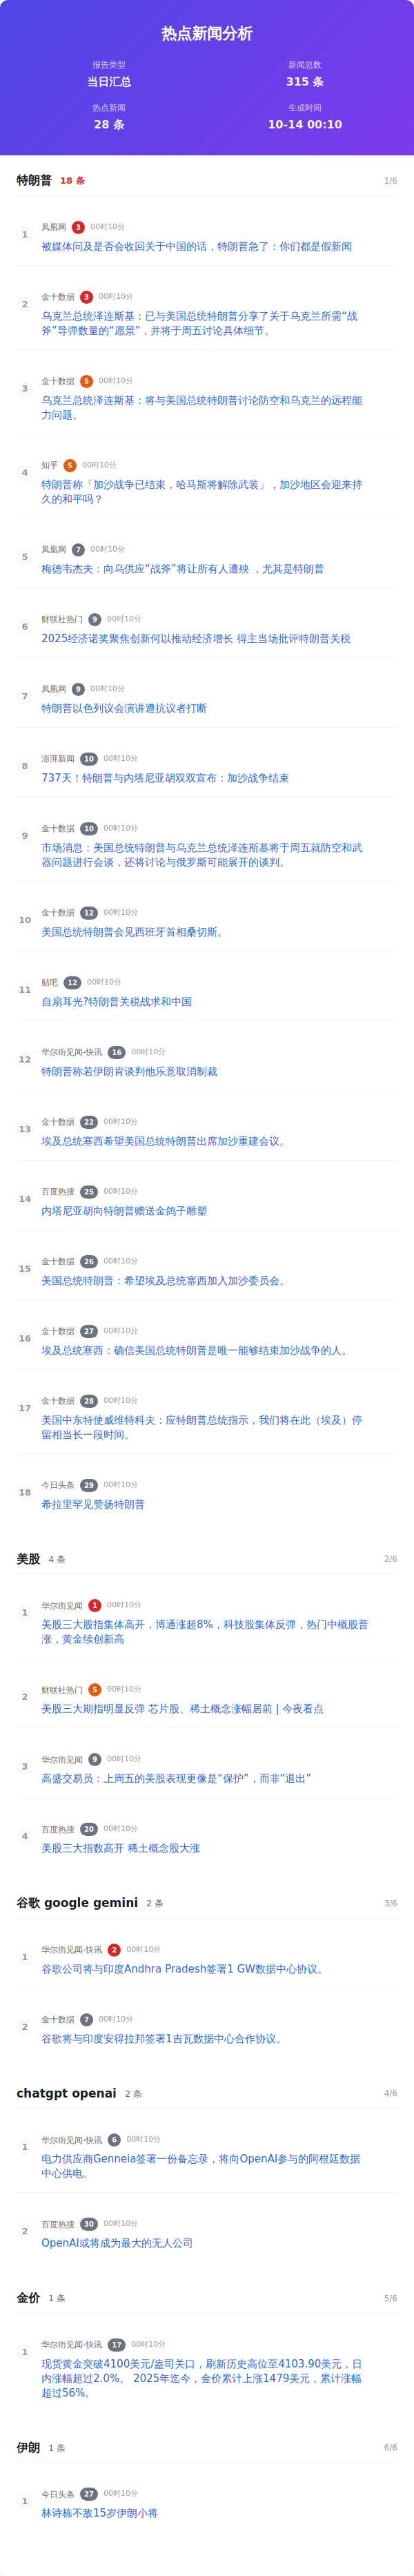 热点新闻分析
报告类型
新闻总数
当日汇总
315 条
热点新闻
生成时间
28 条
10-14 00:10
特朗普 18 条 1/6
1
凤凰网 3 00时10分
被媒体问及是否会收回关于中国的话，特朗普急了：你们都是假新闻
2
金十数据 3 00时10分
乌克兰总统泽连斯基：已与美国总统特朗普分享了关于乌克兰所需“战
斧”导弹数量的“愿景”，并将于周五讨论具体细节。
3
金十数据 5 00时10分
乌克兰总统泽连斯基：将与美国总统特朗普讨论防空和乌克兰的远程能
力问题。
4
知乎 5 00时10分
特朗普称「加沙战争已结束，哈马斯将解除武装」，加沙地区会迎来持
久的和平吗？
5
凤凰网 7 00时10分
梅德韦杰夫：向乌供应“战斧”将让所有人遭殃 ，尤其是特朗普
6
财联社热门 9 00时10分
2025经济诺奖聚焦创新何以推动经济增长 得主当场批评特朗普关税
7
凤凰网 9 00时10分
特朗普以色列议会演讲遭抗议者打断
8
澎湃新闻 10 00时10分
737天！特朗普与内塔尼亚胡双双宣布：加沙战争结束
9
金十数据 10 00时10分
市场消息：美国总统特朗普与乌克兰总统泽连斯基将于周五就防空和武
器问题进行会谈，还将讨论与俄罗斯可能展开的谈判。
10
金十数据 12 00时10分
美国总统特朗普会见西班牙首相桑切斯。
11
贴吧 12 00时10分
自扇耳光?特朗普关税战求和中国
12
华尔街见闻-快讯 16 00时10分
特朗普称若伊朗肯谈判他乐意取消制裁
13
金十数据 22 00时10分
埃及总统塞西希望美国总统特朗普出席加沙重建会议。
14
百度热搜 25 00时10分
内塔尼亚胡向特朗普赠送金鸽子雕塑
15
金十数据 26 00时10分
美国总统特朗普：希望埃及总统塞西加入加沙委员会。
16
金十数据 27 00时10分
埃及总统塞西：确信美国总统特朗普是唯一能够结束加沙战争的人。
17
金十数据 28 00时10分
美国中东特使威维特科夫：应特朗普总统指示，我们将在此（埃及）停
留相当长一段时间。
18
今日头条 29 00时10分
希拉里罕见赞扬特朗普
美股 4 条 2/6
1
华尔街见闻 1 00时10分
美股三大股指集体高开，博通涨超8%，科技股集体反弹，热门中概股普
涨，黄金续创新高
2
财联社热门 5 00时10分
美股三大期指明显反弹 芯片股、稀土概念涨幅居前 | 今夜看点
3
华尔街见闻 9 00时10分
高盛交易员：上周五的美股表现更像是“保护”，而非“退出”
4
百度热搜 20 00时10分
美股三大指数高开 稀土概念股大涨
谷歌 google gemini 2 条 3/6
1
华尔街见闻-快讯 2 00时10分
谷歌公司将与印度Andhra Pradesh签署1 GW数据中心协议。
2
金十数据 7 00时10分
谷歌将与印度安得拉邦签署1吉瓦数据中心合作协议。
chatgpt openai 2 条 4/6
1
华尔街见闻-快讯 6 00时10分
电力供应商Genneia签署一份备忘录，将向OpenAI参与的阿根廷数据
中心供电。
2
百度热搜 30 00时10分
OpenAI或将成为最大的无人公司
金价 1 条 5/6
1
华尔街见闻-快讯 17 00时10分
现货黄金突破4100美元/盎司关口，刷新历史高位至4103.90美元，日
内涨幅超过2.0%。 2025年迄今，金价累计上涨1479美元，累计涨幅
超过56%。
伊朗 1 条 6/6
1
今日头条 27 00时10分
林诗栋不敌15岁伊朗小将